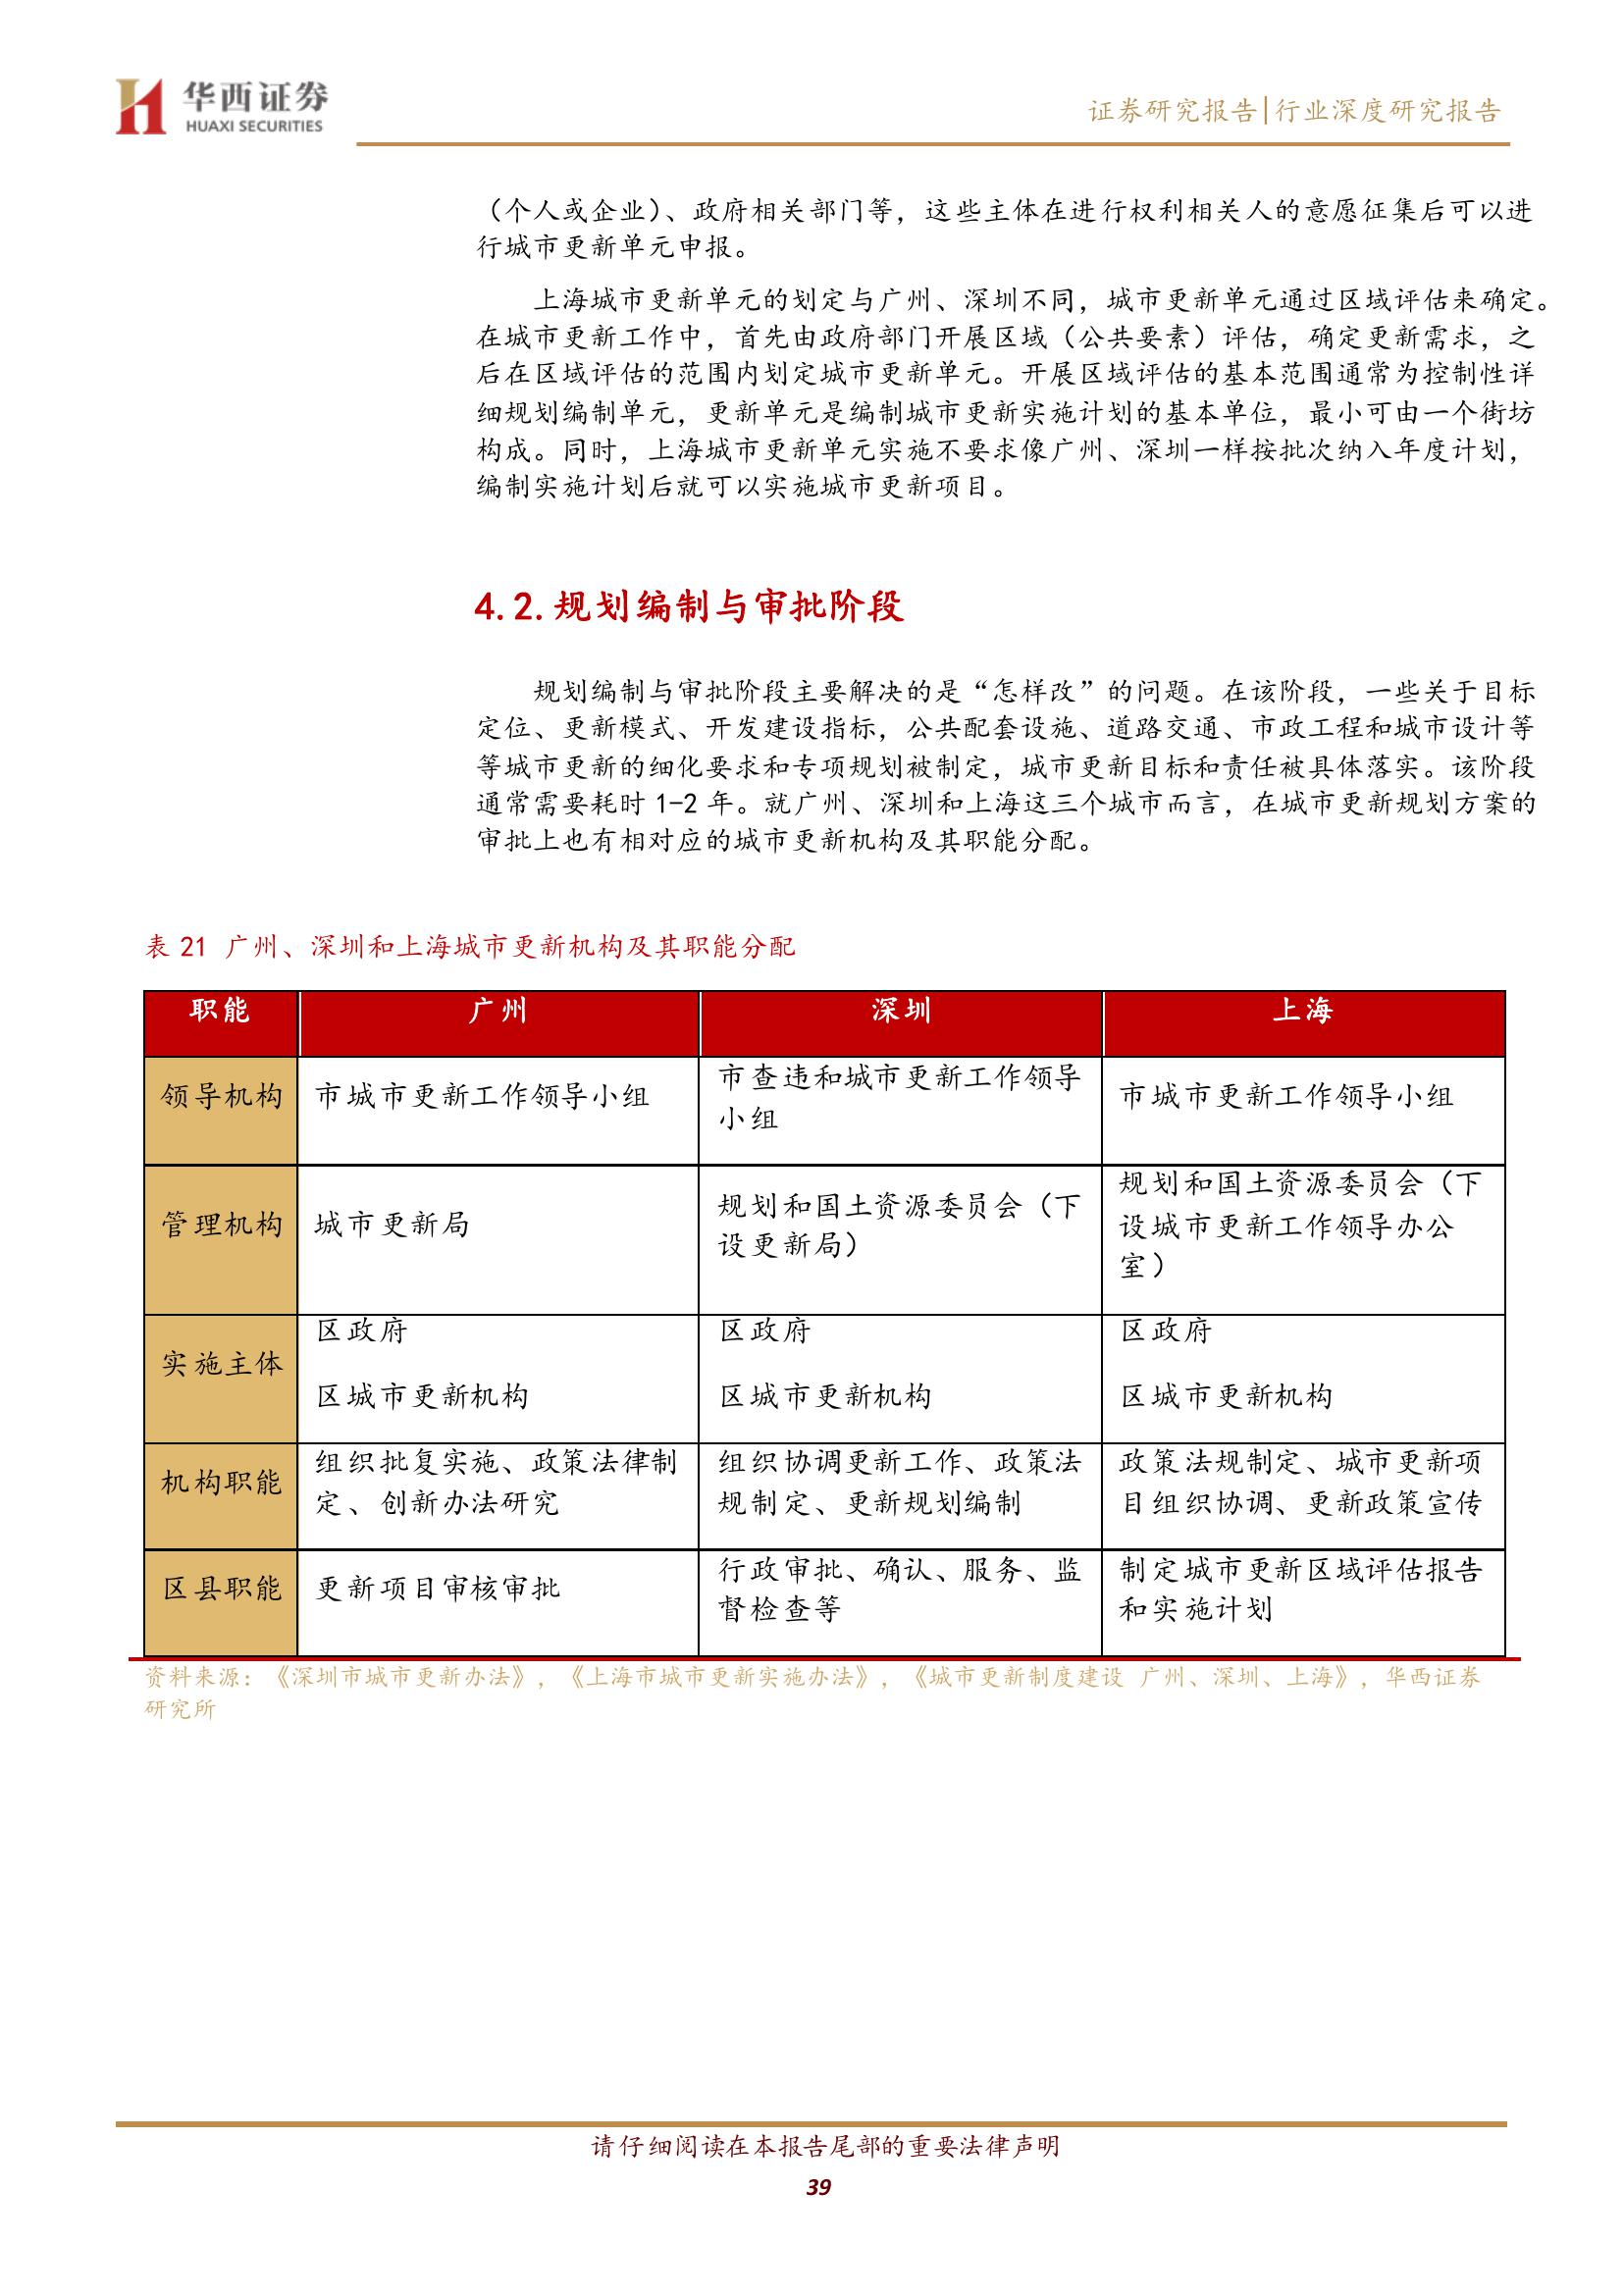 华西证券
HUAXI SECURITIES
证券研究报告|行业深度研究报告
（个人或企业）、政府相关部门等，这些主体在进行权利相关人的意愿征集后可以进
行城市更新单元申报。
上海城市更新单元的划定与广州、深圳不同，城市更新单元通过区域评估来确定。
在城市更新工作中，首先由政府部门开展区域（公共要素）评估，确定更新需求，之
后在区域评估的范围内划定城市更新单元。开展区域评估的基本范围通常为控制性详
细规划编制单元，更新单元是编制城市更新实施计划的基本单位，最小可由一个街坊
构成。同时，上海城市更新单元实施不要求像广州、深圳一样按批次纳入年度计划，
编制实施计划后就可以实施城市更新项目。
4.2.规划编制与审批阶段
规划编制与审批阶段主要解决的是“怎样改”的问题。在该阶段，一些关于目标
定位、更新模式、开发建设指标，公共配套设施、道路交通、市政工程和城市设计等
等城市更新的细化要求和专项规划被制定，城市更新目标和责任被具体落实。该阶段
通常需要耗时 1-2 年。就广州、深圳和上海这三个城市而言，在城市更新规划方案的
审批上也有相对应的城市更新机构及其职能分配。
表 21 广州、深圳和上海城市更新机构及其职能分配
职能 广州 深圳 上海
领导机构
市城市更新工作领导小组
市查违和城市更新工作领导
小组
市城市更新工作领导小组
管理机构
城市更新局
规划和国土资源委员会（下
设更新局）
规划和国土资源委员会（下
设城市更新工作领导办公
室）
实施主体
区政府
区城市更新机构
区政府
区城市更新机构
区政府
区城市更新机构
机构职能
组织批复实施、政策法律制
定、创新办法研究
组织协调更新工作、政策法
规制定、更新规划编制
政策法规制定、城市更新项
目组织协调、更新政策宣传
区县职能
更新项目审核审批
行政审批、确认、服务、监
督检查等
制定城市更新区域评估报告
和实施计划
资料来源：《深圳市城市更新办法》，《上海市城市更新实施办法》，《城市更新制度建设 广州、深圳、上海》，华西证券
研究所
请仔细阅读在本报告尾部的重要法律声明
39